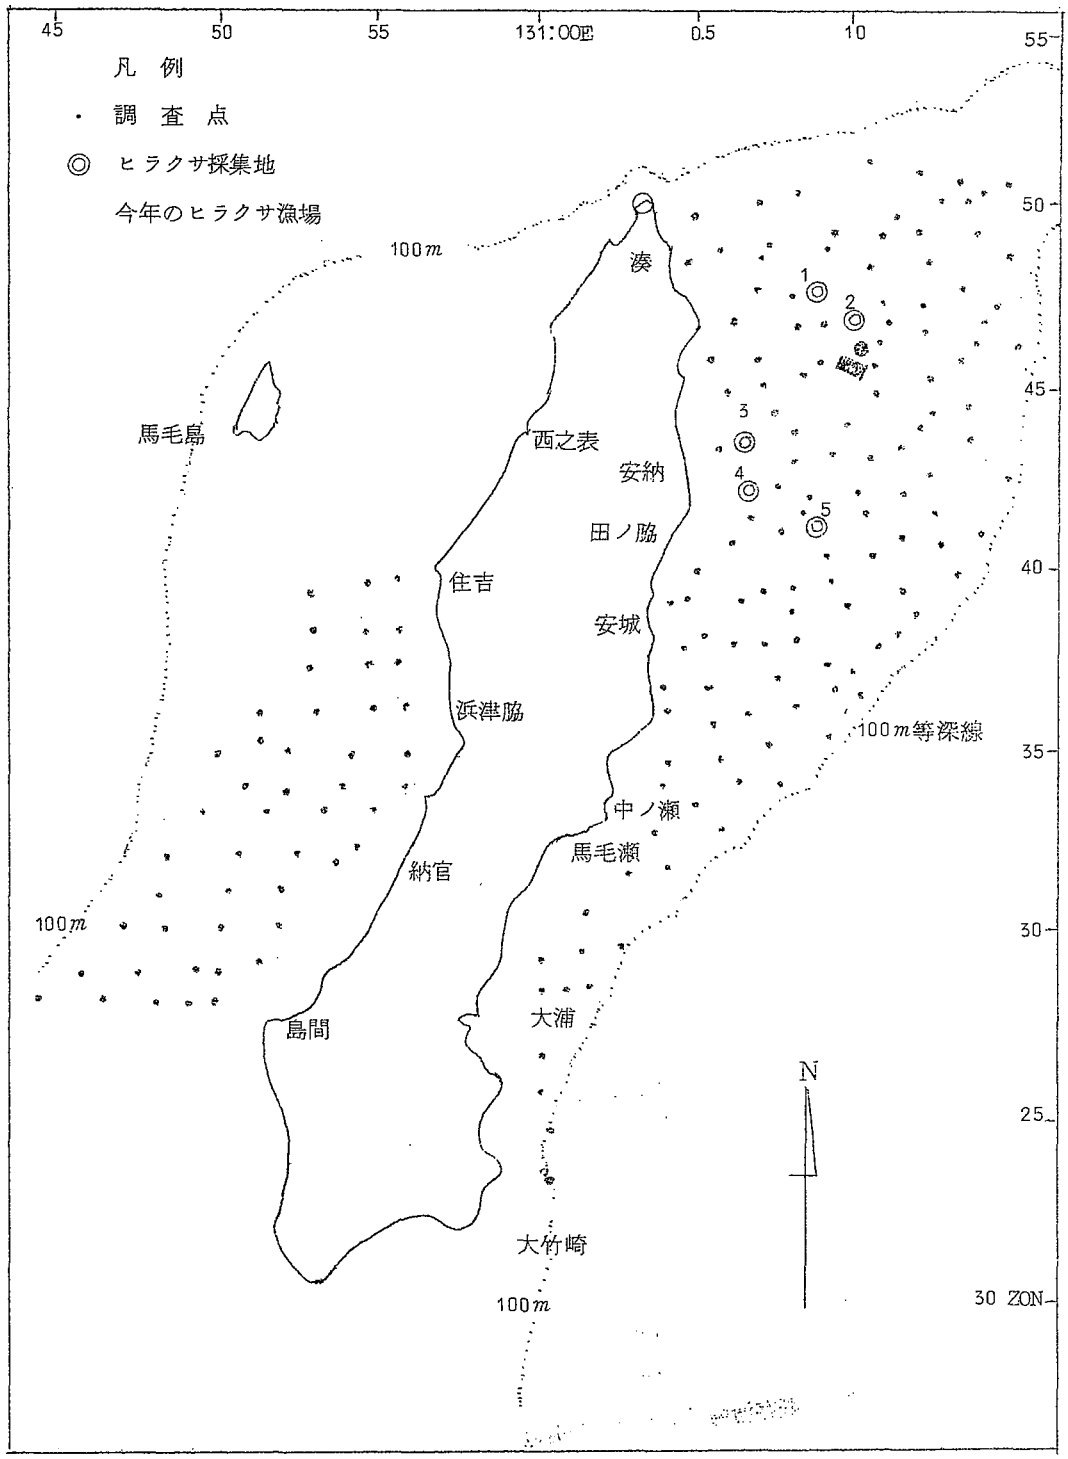 45 50 55 131:00E 0.5 10 55
凡 例
・ 調 査 点
◎ ヒラクサ採集地
今年のヒラクサ漁場
50
100m
湊
1
2
45
3
馬毛島
西之表
安納
4
5
田ノ脇
40
住吉
安城
浜津脇
100m等深線
35
中ノ瀬
馬毛瀬
納官
100m
30
大浦
島間
N
25
大竹崎
100m
30 ZON